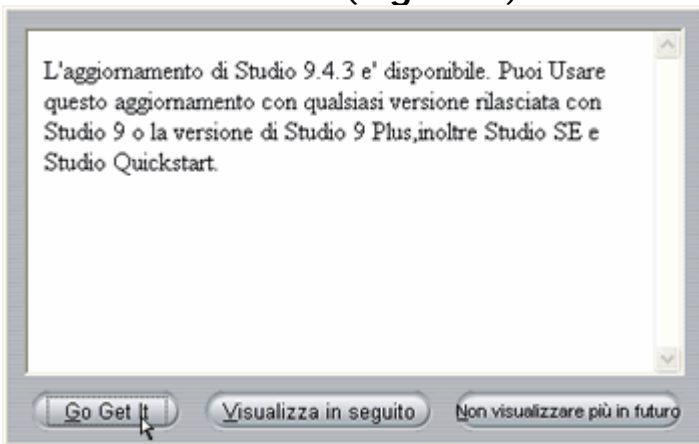 L'aggiornamento di Studio 9.4.3 e' disponibile. Puoi Usare
questo aggiornamento con qualsiasi versione rilasciata con
Studio 9 o la versione di Studio 9 Plus,inoltre Studio SE e
Studio Quickstart.
Go Get It Visualizza in seguito Non visualizzare più in futuro